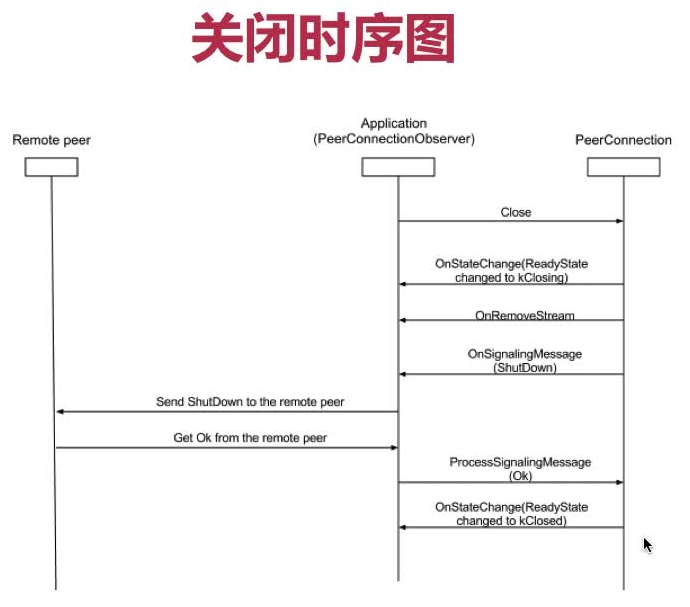 关闭时序图
Application
Remote peer
(PeerConnectionObserver)
PeerConnection
Close
OnStateChange(ReadyState
changed to kClosing)
OnRemoveStream
OnSignalingMessage
(ShutDown)
Send ShutDown to the remote peer
Get Ok from the remote peer
ProcessSignalingMessage
(Ok)
OnStateChange(ReadyState
changed to kClosed)